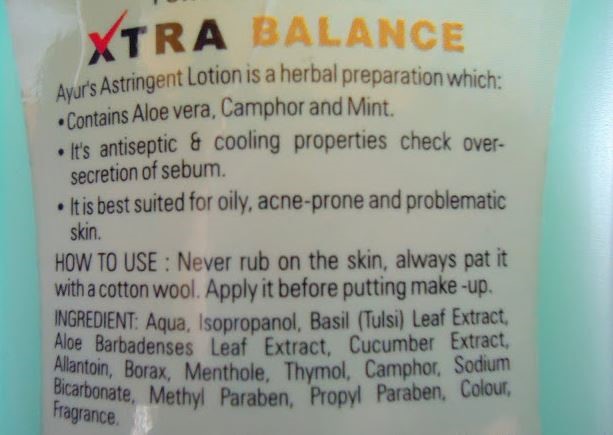 XTRA BALANCE
Ayur's Astringent Lotion is a herbal preparation which:
• Contains Aloe vera, Camphor and Mint.
• It's antiseptic & cooling properties check over-
secretion of sebum.
• It is best suited for oily, acne-prone and problematic
skin.
HOW TO USE : Never rub on the skin, always pat it
with a cotton wool. Apply it before putting make -up.
INGREDIENT: Aqua, Isopropanol, Basil (Tulsi) Leaf Extract,
Aloe Barbadenses Leaf Extract, Cucumber Extract,
Allantoin, Borax, Menthole, Thymol, Camphor, Sodium
Bicarbonate, Methyl Paraben, Propyl Paraben, Colour,
Fragrance.